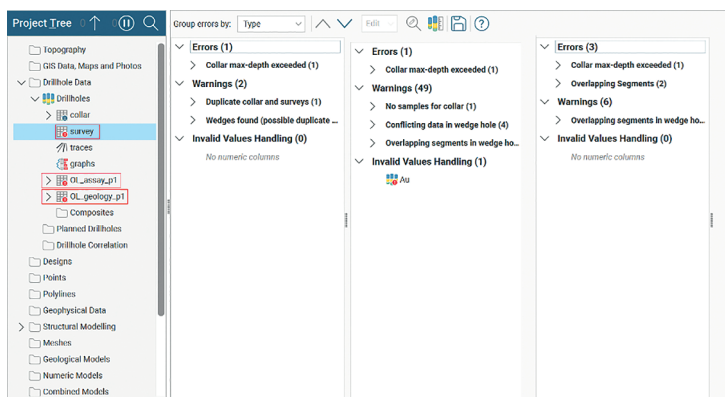 Project Tree 0 0
Topography
GIS Data, Maps and Photos
Drillhole Data
Drillholes
collar
survey
traces
graphs
OL_assay_p1
OL_geology_p1
Composites
Planned Drillholes
Drillhole Correlation
Designs
Points
Polylines
Geophysical Data
Structural Modelling
Meshes
Geological Models
Numeric Models
Combined Models
Group errors by: Type Edit
Errors (1)
Collar max-depth exceeded (1)
Warnings (2)
Duplicate collar and surveys (1)
Wedges found (possible duplicate ...
Invalid Values Handling (0)
No numeric columns
Errors (1)
Collar max-depth exceeded (1)
Warnings (49)
No samples for collar (1)
Conflicting data in wedge hole (4)
Overlapping segments in wedge ho...
Invalid Values Handling (1)
Au
Errors (3)
Collar max-depth exceeded (1)
Overlapping Segments (2)
Warnings (6)
Overlapping segments in wedge ho...
Invalid Values Handling (0)
No numeric columns